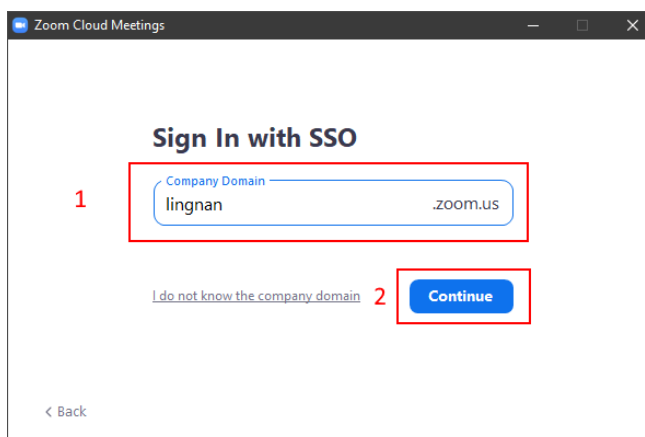 Zoom Cloud Meetings
Sign In with SSO
Company Domain
1
lingnan .zoom.us
I do not know the company domain 2 Continue
< Back